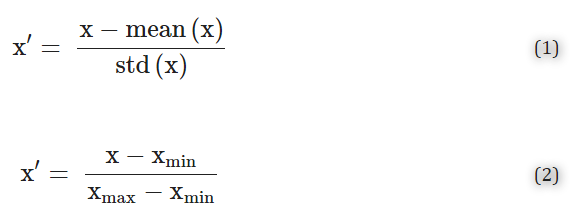 x′ = (x − mean (x)) / (std (x)) (1)
x′ = (x − x_min) / (x_max − x_min) (2)